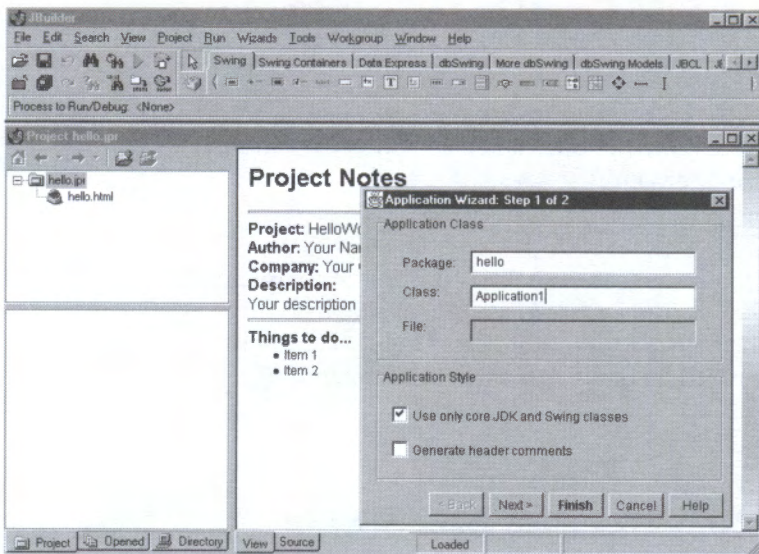 JBuilder
File Edit Search View Project Run Wizards Tools Workgroup Window Help
Swing Swing Containers Data Express dbSwing More dbSwing dbSwing Models JBCL
Process to Run/Debug: <None>
Project hello.jpr
hello.jpr
hello.html
Project Notes
Project: HelloWo
Author: Your Na
Company: Your
Description:
Your description
Things to do...
• Item 1
• Item 2
Application Wizard: Step 1 of 2
Application Class
Package: hello
Class: Application1
File:
Application Style
Use only core JDK and Swing classes
Generate header comments
< Back Next > Finish Cancel Help
Project Opened Directory View Source Loaded